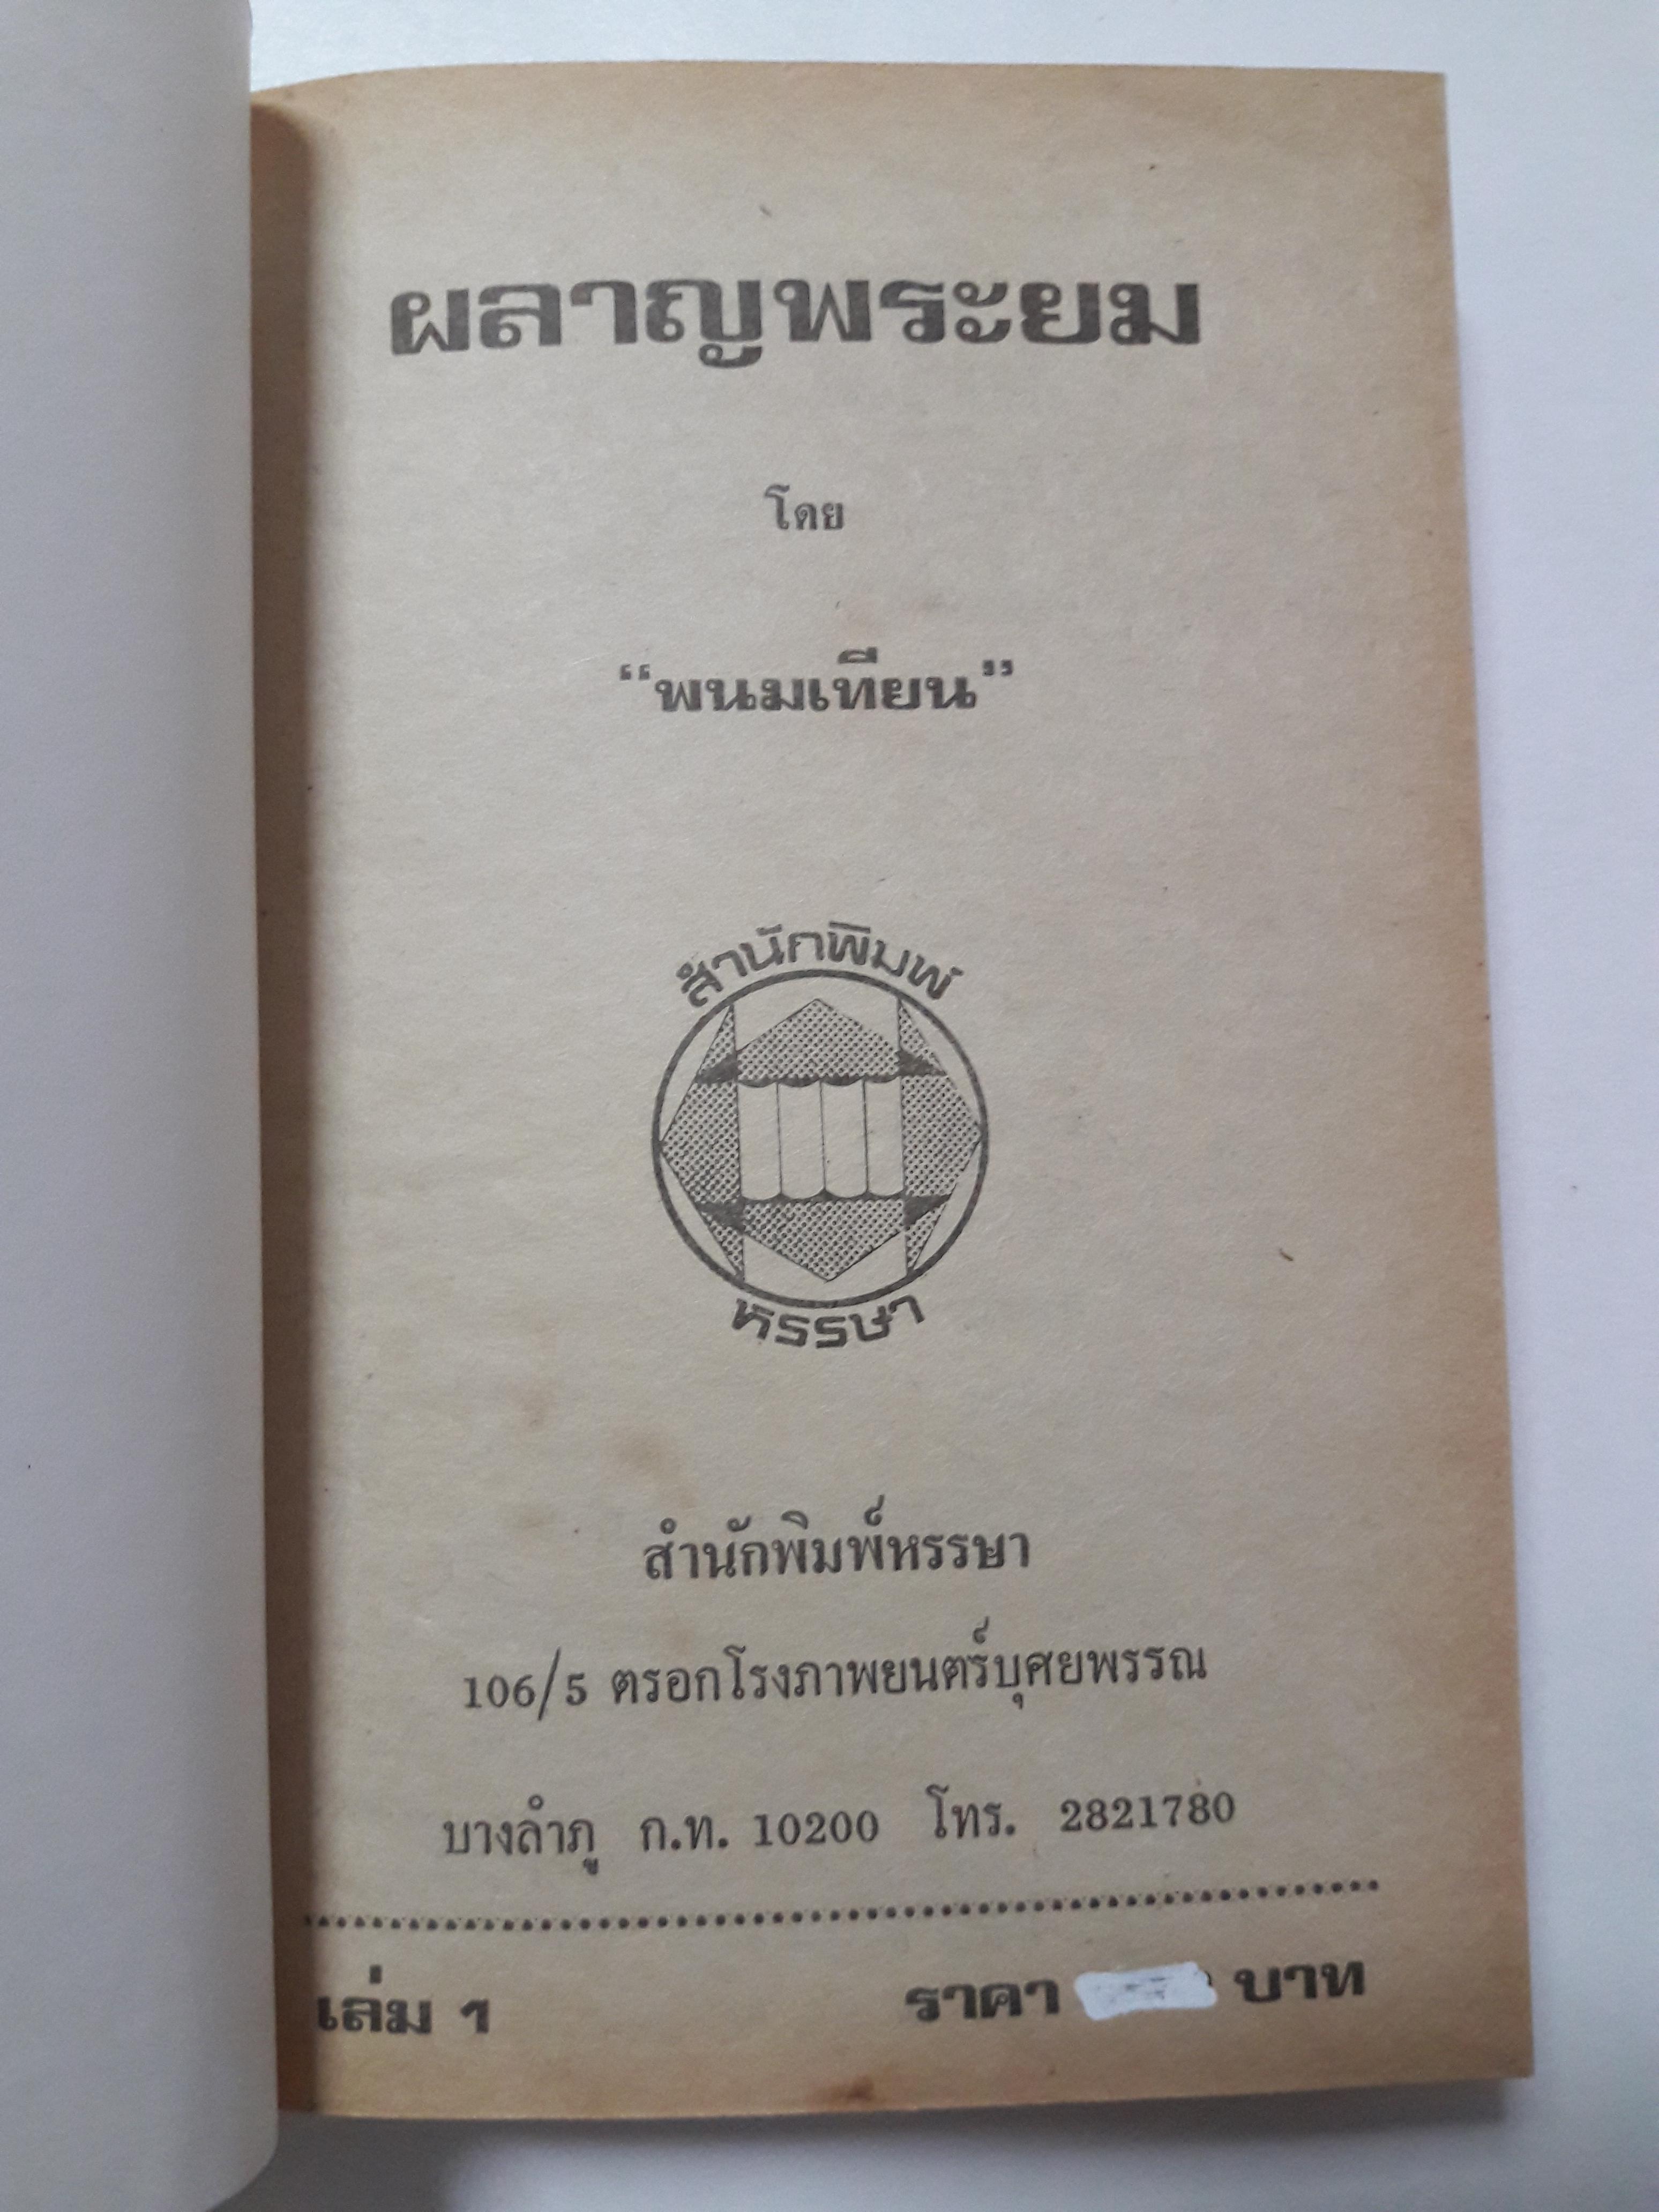 ผลาญพระยม
โดย
“พนมเทียน”
สำนักพิมพ์
หรรษา
สำนักพิมพ์หรรษา
106/5 ตรอกโรงภาพยนตร์บุศยพรรณ
บางลำภู ก.ท. 10200 โทร. 2821780
เล่ม ๑ ราคา บาท